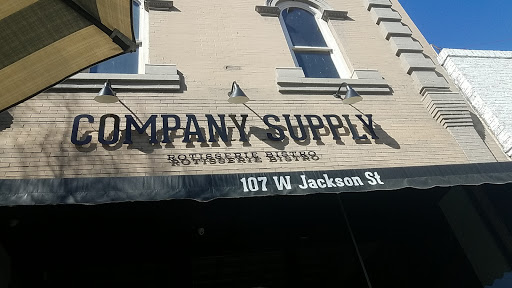 COMPANY SUPPLY
ROTISSERIE BISTRO
107 W Jackson St